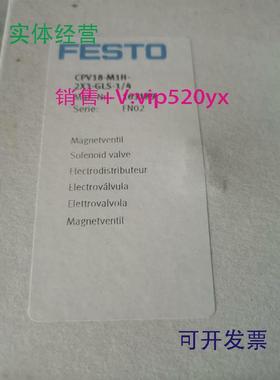 实体经营
FESTO
CPV18-M1H-
2X3-GLS-1/4
销售+V:vip520yx
Serie: FN02
Magnetventil
Solenoid valve
Electrodistributeur
Electroválvula
Elettrovalvola
Magnetventil
可开发票